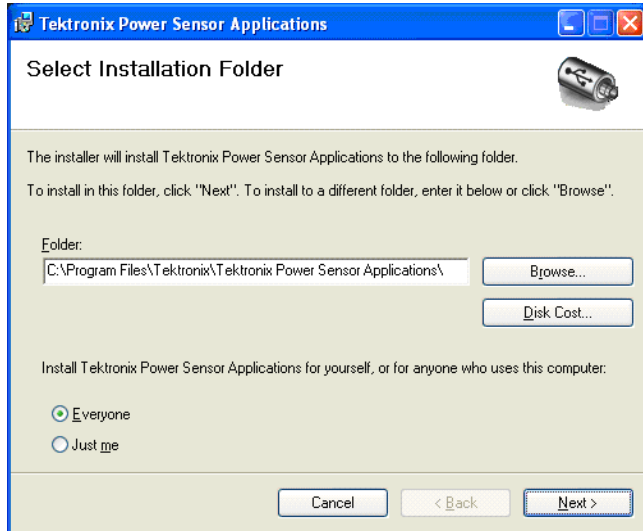 Tektronix Power Sensor Applications
Select Installation Folder
The installer will install Tektronix Power Sensor Applications to the following folder.
To install in this folder, click "Next". To install to a different folder, enter it below or click "Browse".
Folder:
C:\Program Files\Tektronix\Tektronix Power Sensor Applications\
Browse...
Disk Cost...
Install Tektronix Power Sensor Applications for yourself, or for anyone who uses this computer:
Everyone
Just me
Cancel
< Back
Next >